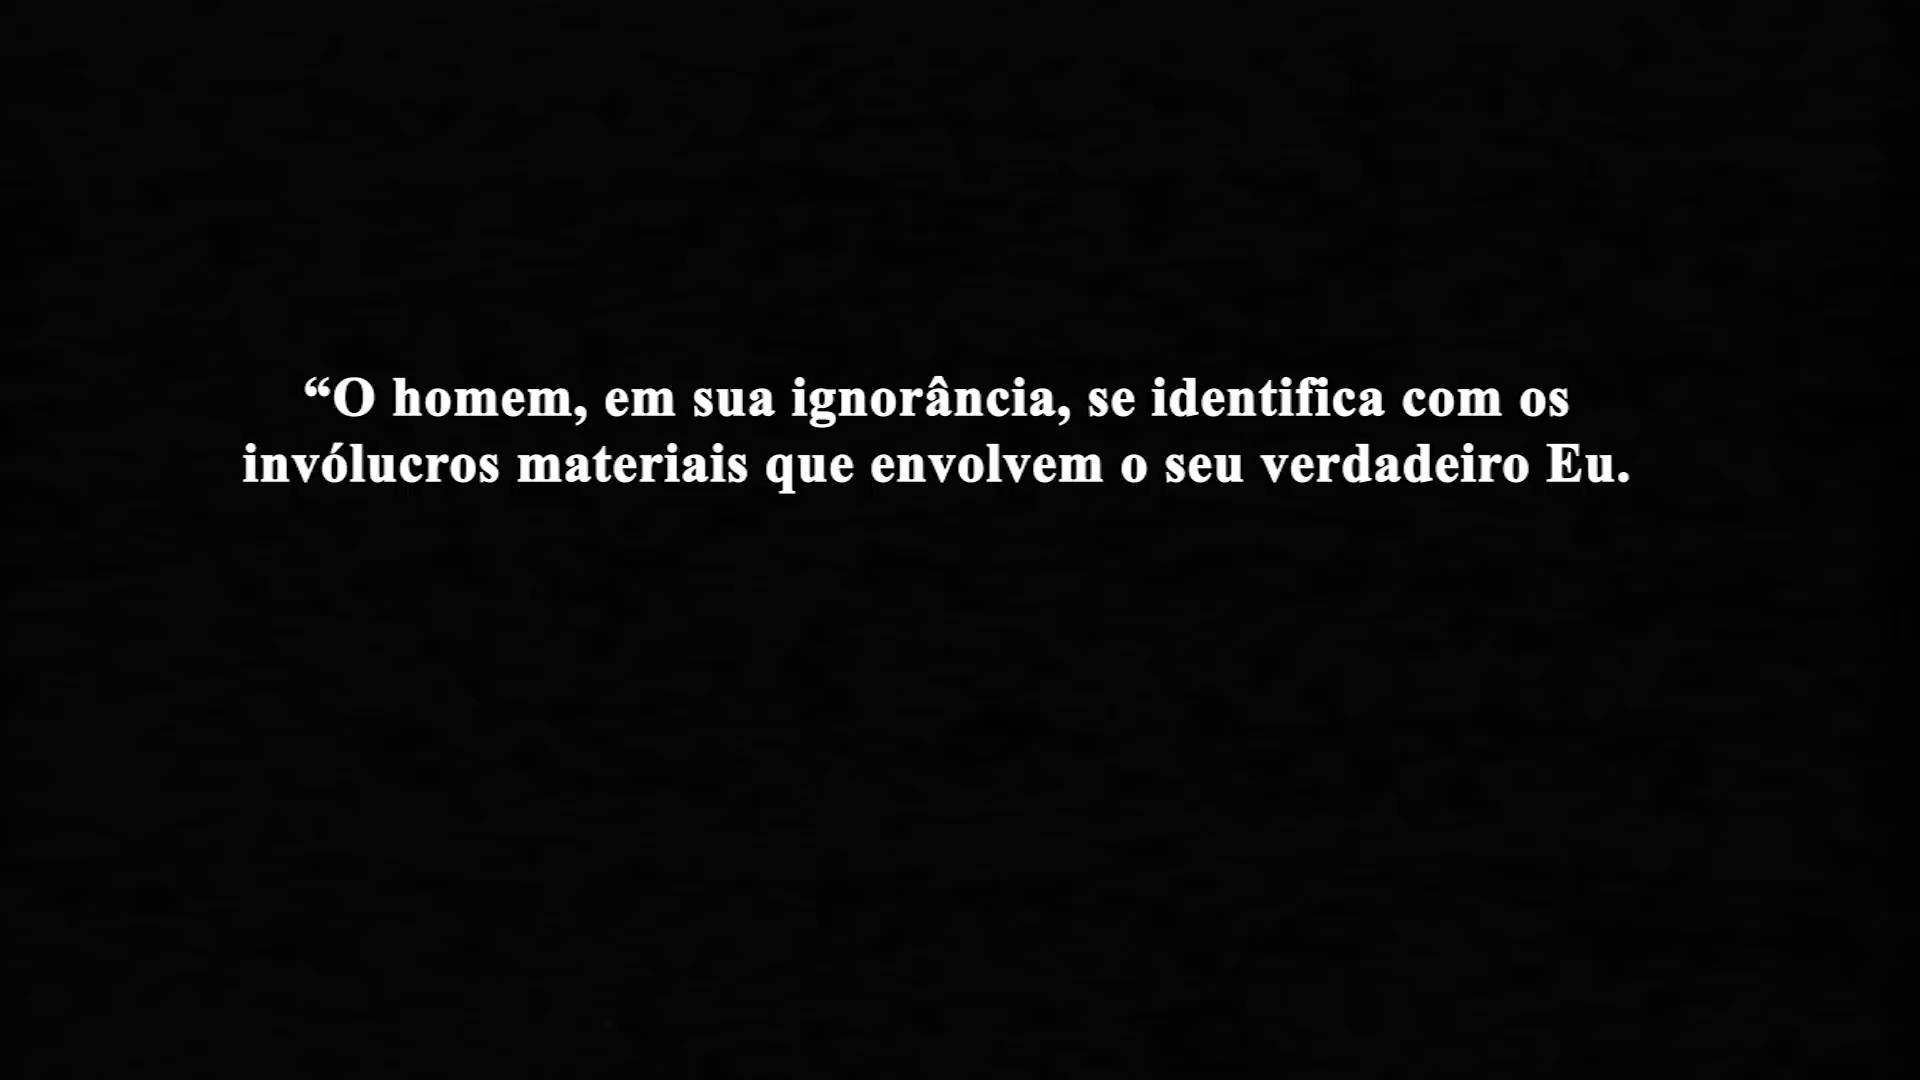 “O homem, em sua ignorância, se identifica com os
invólucros materiais que envolvem o seu verdadeiro Eu.